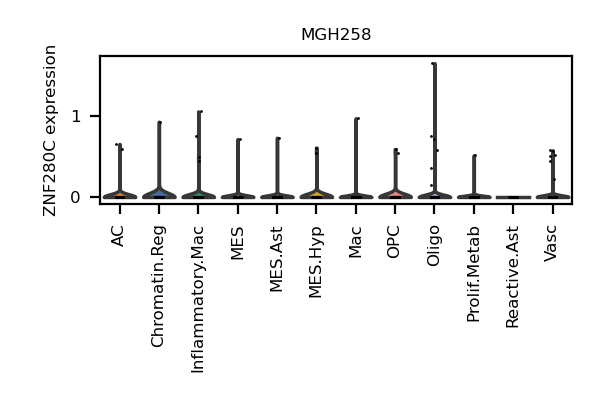 MGH258
ZNF280C expression
1
0
AC
Chromatin.Reg
Inflammatory.Mac
MES
MES.Ast
MES.Hyp
Mac
OPC
Oligo
Prolif.Metab
Reactive.Ast
Vasc